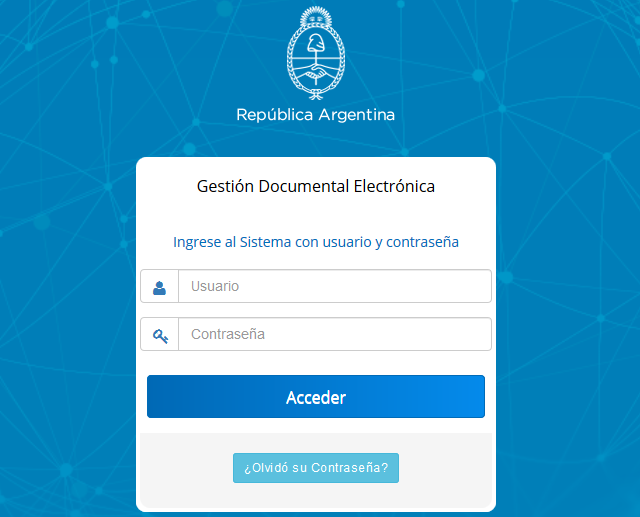 República Argentina
Gestión Documental Electrónica
Ingrese al Sistema con usuario y contraseña
Usuario
Contraseña
Acceder
¿Olvidó su Contraseña?